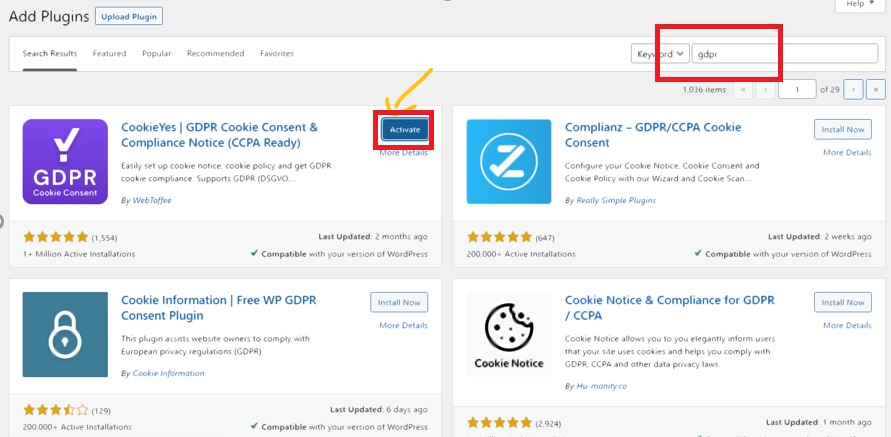 Help
Add Plugins Upload Plugin
Search Results Featured Popular Recommended Favorites Keyword gdpr
1,036 items « ‹ 1 of 29 › »
GDPR
Cookie Consent
CookieYes | GDPR Cookie Consent &
Compliance Notice (CCPA Ready)
Easily set up cookie notice, cookie policy and get GDPR
cookie compliance. Supports GDPR (DSGVO,...
By WebToffee
Activate
More Details
(1,554)
Last Updated: 2 months ago
1+ Million Active Installations
Compatible with your version of WordPress
Complianz – GDPR/CCPA Cookie
Consent
Configure your Cookie Notice, Cookie Consent and
Cookie Policy with our Wizard and Cookie Scan...
By Really Simple Plugins
Install Now
More Details
(647)
Last Updated: 2 weeks ago
200,000+ Active Installations
Compatible with your version of WordPress
Cookie Information | Free WP GDPR
Consent Plugin
This plugin assists website owners to comply with
European privacy regulations (GDPR)
By Cookie Information
Install Now
More Details
(129)
Last Updated: 6 days ago
200,000+ Active Installations
Compatible with your version of WordPress
Cookie Notice
Cookie Notice & Compliance for GDPR
/ CCPA
Cookie Notice allows you to you elegantly inform users
that your site uses cookies and helps you comply with
GDPR, CCPA and other data privacy laws
By Hu-manity.co
Install Now
More Details
(2,924)
Last Updated: 1 month ago